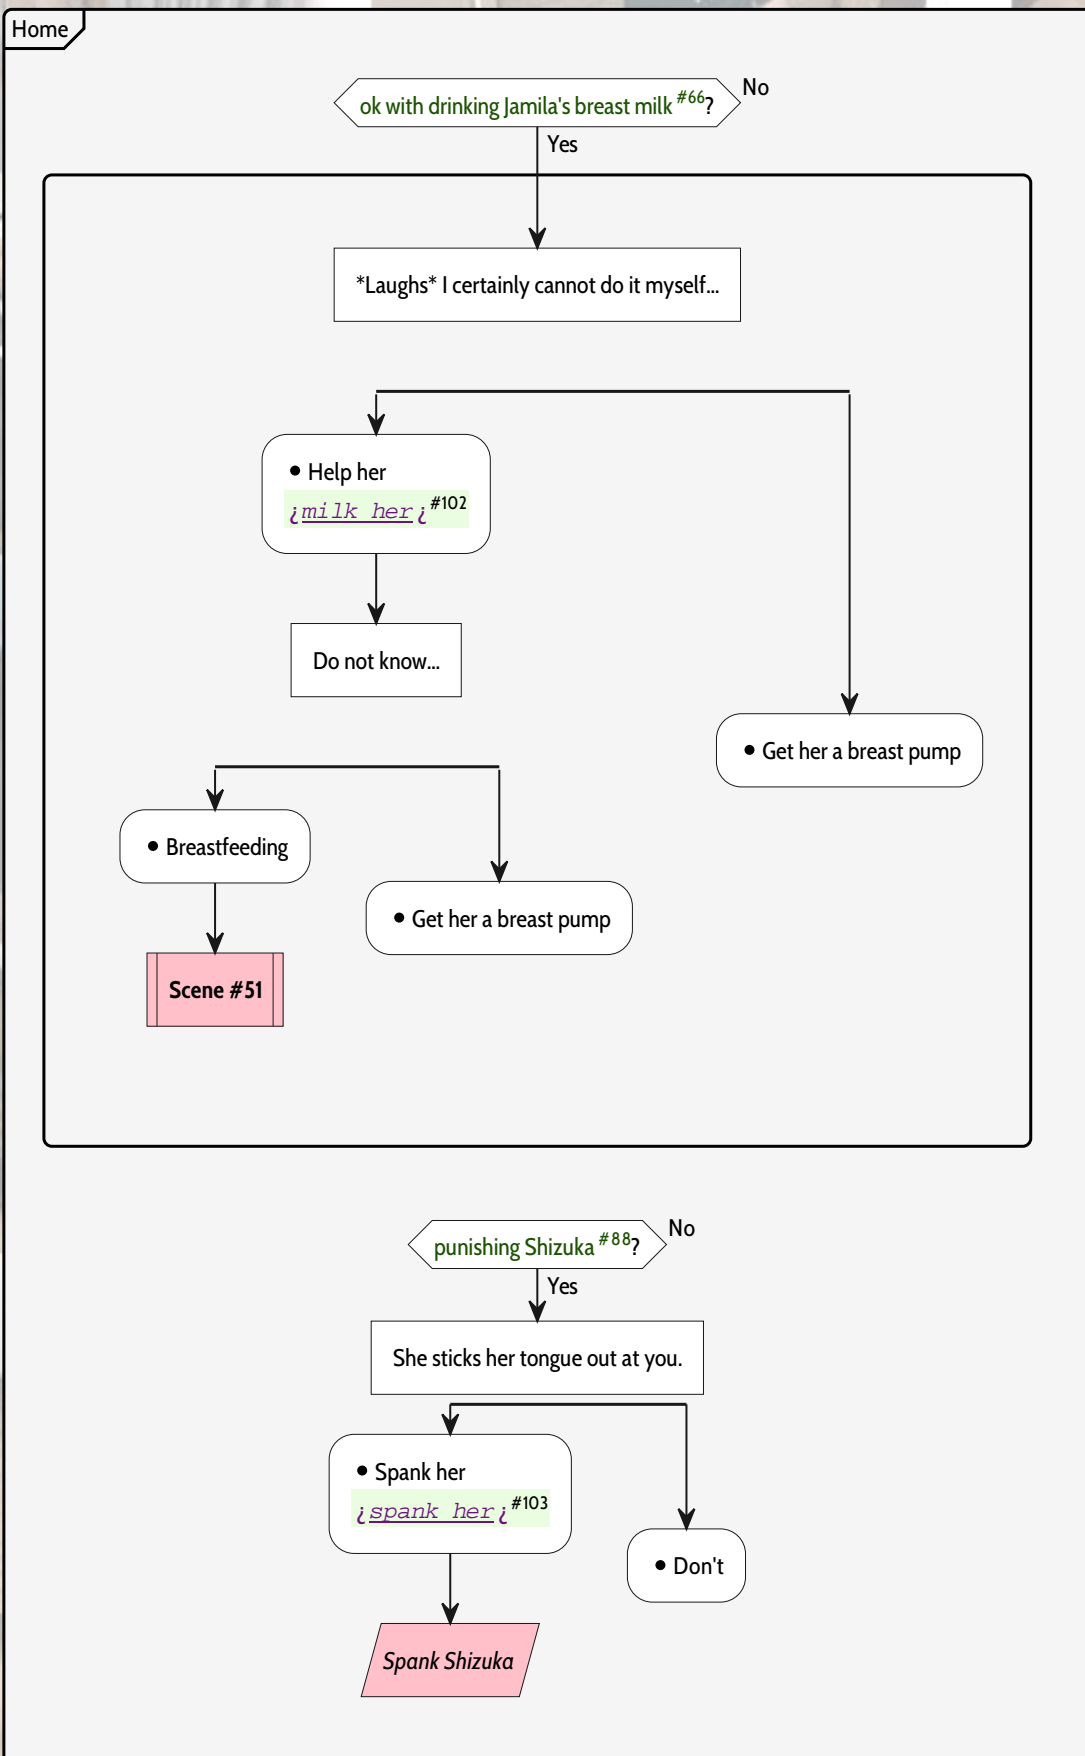 Home
ok with drinking Jamila's breast milk #66?
No
Yes
*Laughs* I certainly cannot do it myself...
• Help her
¿milk her¿#102
Do not know...
• Get her a breast pump
• Breastfeeding
• Get her a breast pump
Scene #51
punishing Shizuka #88?
No
Yes
She sticks her tongue out at you.
• Spank her
¿spank her¿#103
• Don't
Spank Shizuka